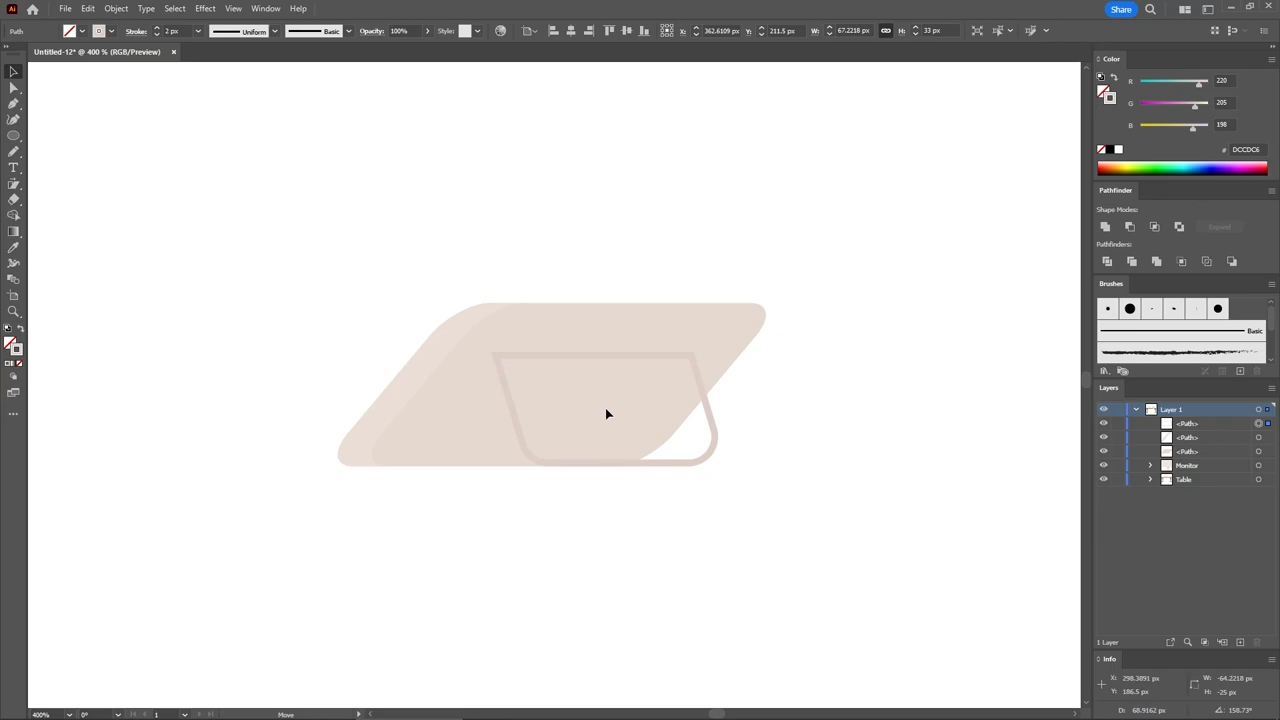 File Edit Object Type Select Effect View Window Help
Share
Path Stroke: 2 px Uniform Basic Opacity: 100% Style: X: 362.6109 px Y: 211.5 px W: 67.2218 px H: 33 px
Untitled-12* @ 400 % (RGB/Preview) ×
Color
R 220
G 205
B 198
# DCCDC6
Pathfinder
Shape Modes:
Expand
Pathfinders:
Brushes
Basic
Layers
Layer 1
<Path>
<Path>
<Path>
Monitor
Table
1 Layer
Info
X: 298.3891 px W: -64.2218 px
Y: 186.5 px H: -25 px
D: 68.9162 px 158.73°
400% 0° 1 Move